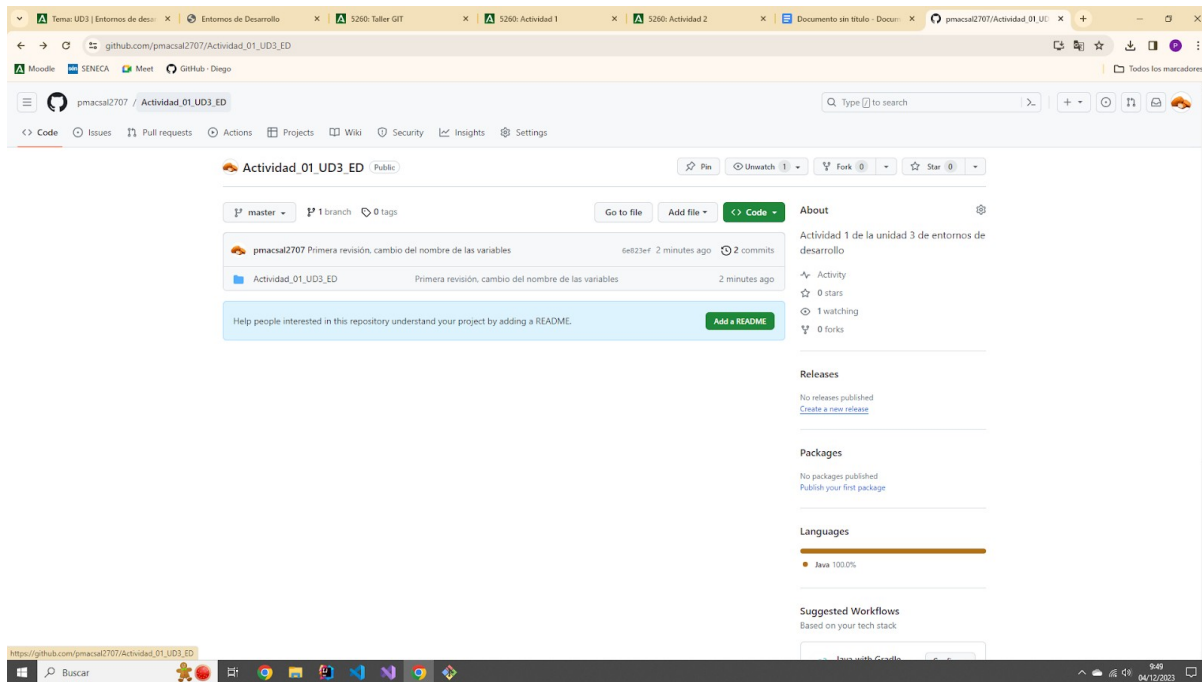 Tema: UD3 | Entornos de desar
Entornos de Desarrollo
5260: Taller GIT
5260: Actividad 1
5260: Actividad 2
Documento sin título - Docum
pmacsal2707/Actividad_01_UD
github.com/pmacsal2707/Actividad_01_UD3_ED
P
Moodle
SENECA
Meet
GitHub - Diego
Todos los marcadores
pmacsal2707 / Actividad_01_UD3_ED
Type / to search
Code
Issues
Pull requests
Actions
Projects
Wiki
Security
Insights
Settings
Actividad_01_UD3_ED Public
Pin
Unwatch 1
Fork 0
Star 0
master
1 branch
0 tags
Go to file
Add file
Code
pmacsal2707 Primera revisión, cambio del nombre de las variables
6e823ef 2 minutes ago
2 commits
Actividad_01_UD3_ED
Primera revisión, cambio del nombre de las variables
2 minutes ago
Help people interested in this repository understand your project by adding a README.
Add a README
About
Actividad 1 de la unidad 3 de entornos de
desarrollo
Activity
0 stars
1 watching
0 forks
Releases
No releases published
Create a new release
Packages
No packages published
Publish your first package
Languages
Java 100.0%
Suggested Workflows
Based on your tech stack
Java with Gradle
https://github.com/pmacsal2707/Actividad_01_UD3_ED
Buscar
9:49
04/12/2023